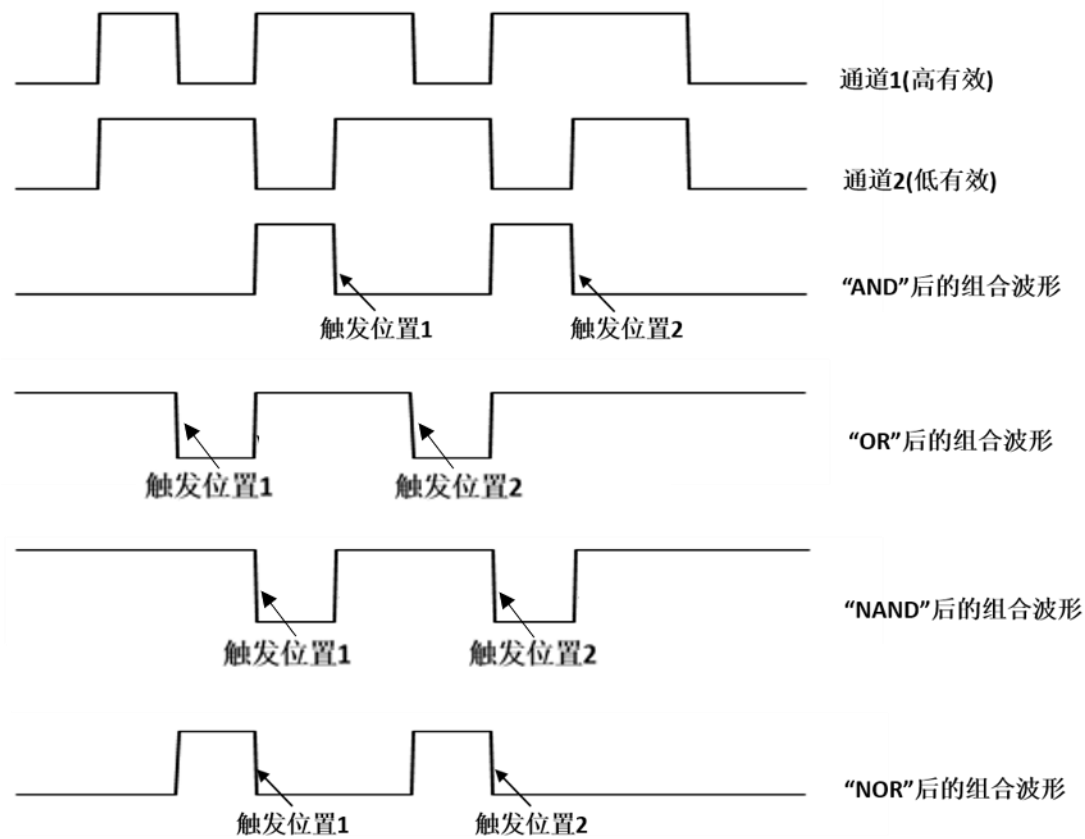 通道1(高有效)
通道2(低有效)
“AND”后的组合波形
触发位置1
触发位置2
“OR”后的组合波形
触发位置1
触发位置2
“NAND”后的组合波形
触发位置1
触发位置2
“NOR”后的组合波形
触发位置1
触发位置2